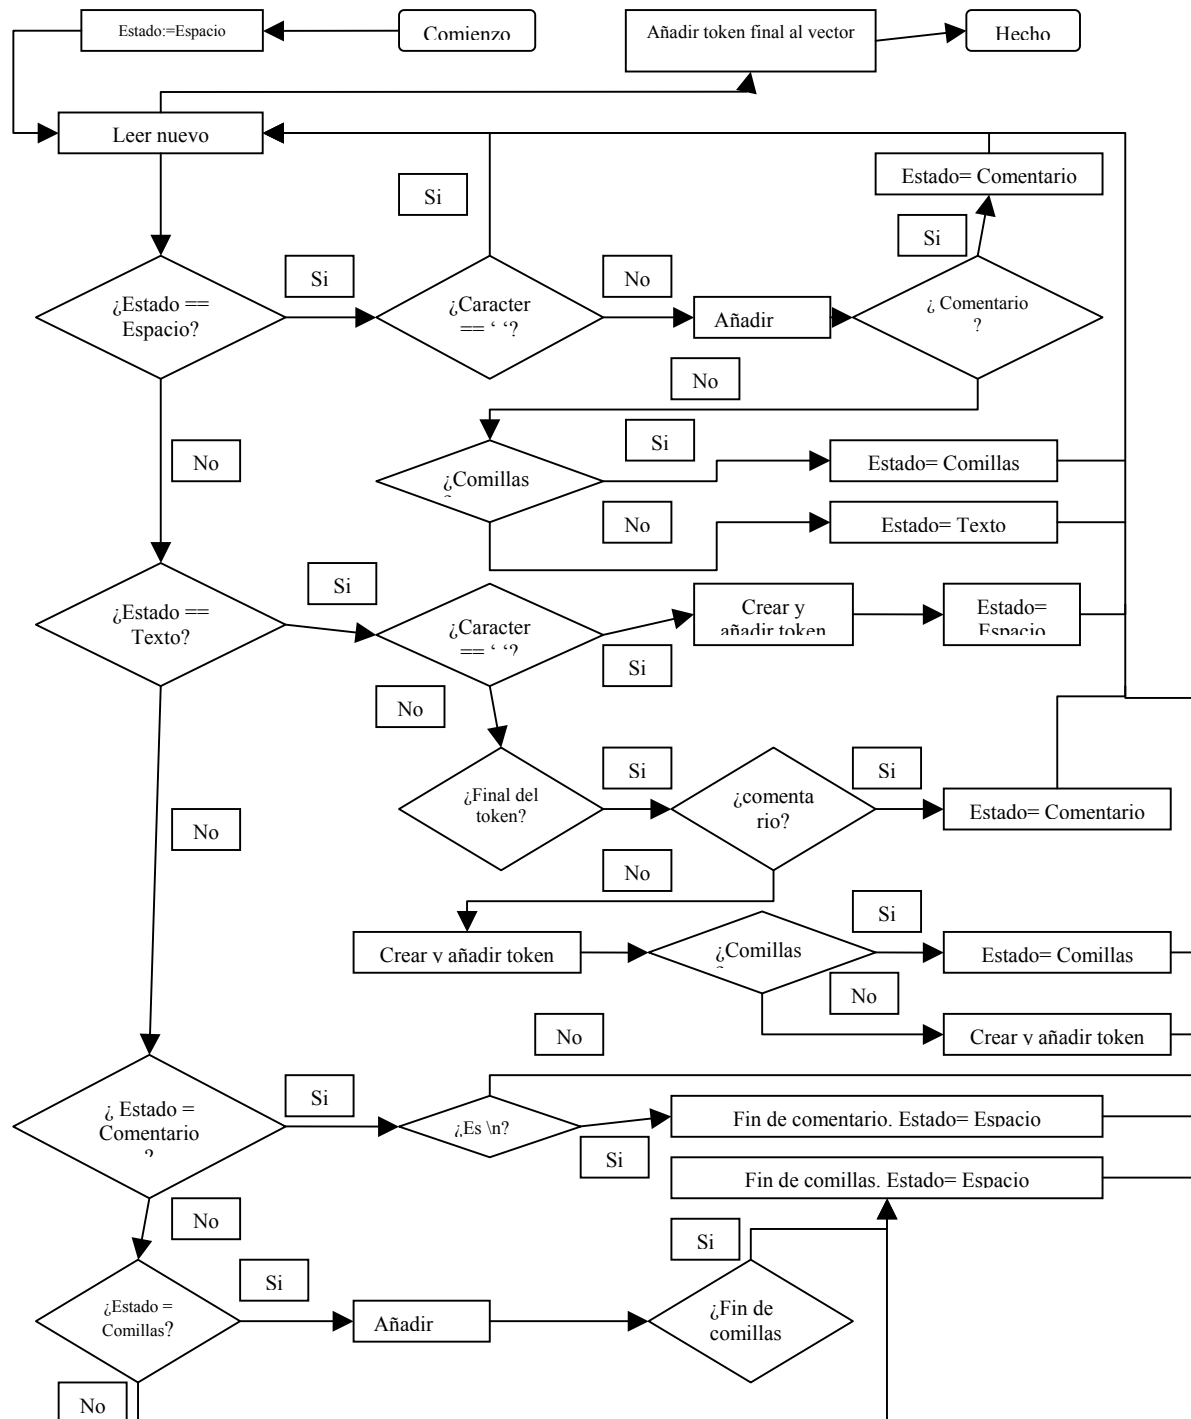 Estado:=Espacio
Comienzo
Añadir token final al vector
Hecho
Leer nuevo
Si
Estado= Comentario
Si
¿Estado ==
Espacio?
Si
¿Caracter
== ‘ ‘?
No
Añadir
¿ Comentario
?
No
No
Si
¿Comillas
Estado= Comillas
No
Estado= Texto
¿Estado ==
Texto?
Si
¿Caracter
== ‘ ‘?
Crear y
añadir token
Estado=
Espacio
Si
No
No
¿Final del
token?
Si
¿comenta
rio?
Si
Estado= Comentario
No
Crear y añadir token
¿Comillas
Si
Estado= Comillas
No
Crear y añadir token
No
¿ Estado =
Comentario
?
Si
¿Es \n?
Fin de comentario. Estado= Espacio
Si
Fin de comillas. Estado= Espacio
No
¿Estado =
Comillas?
Si
Añadir
Si
¿Fin de
comillas
No